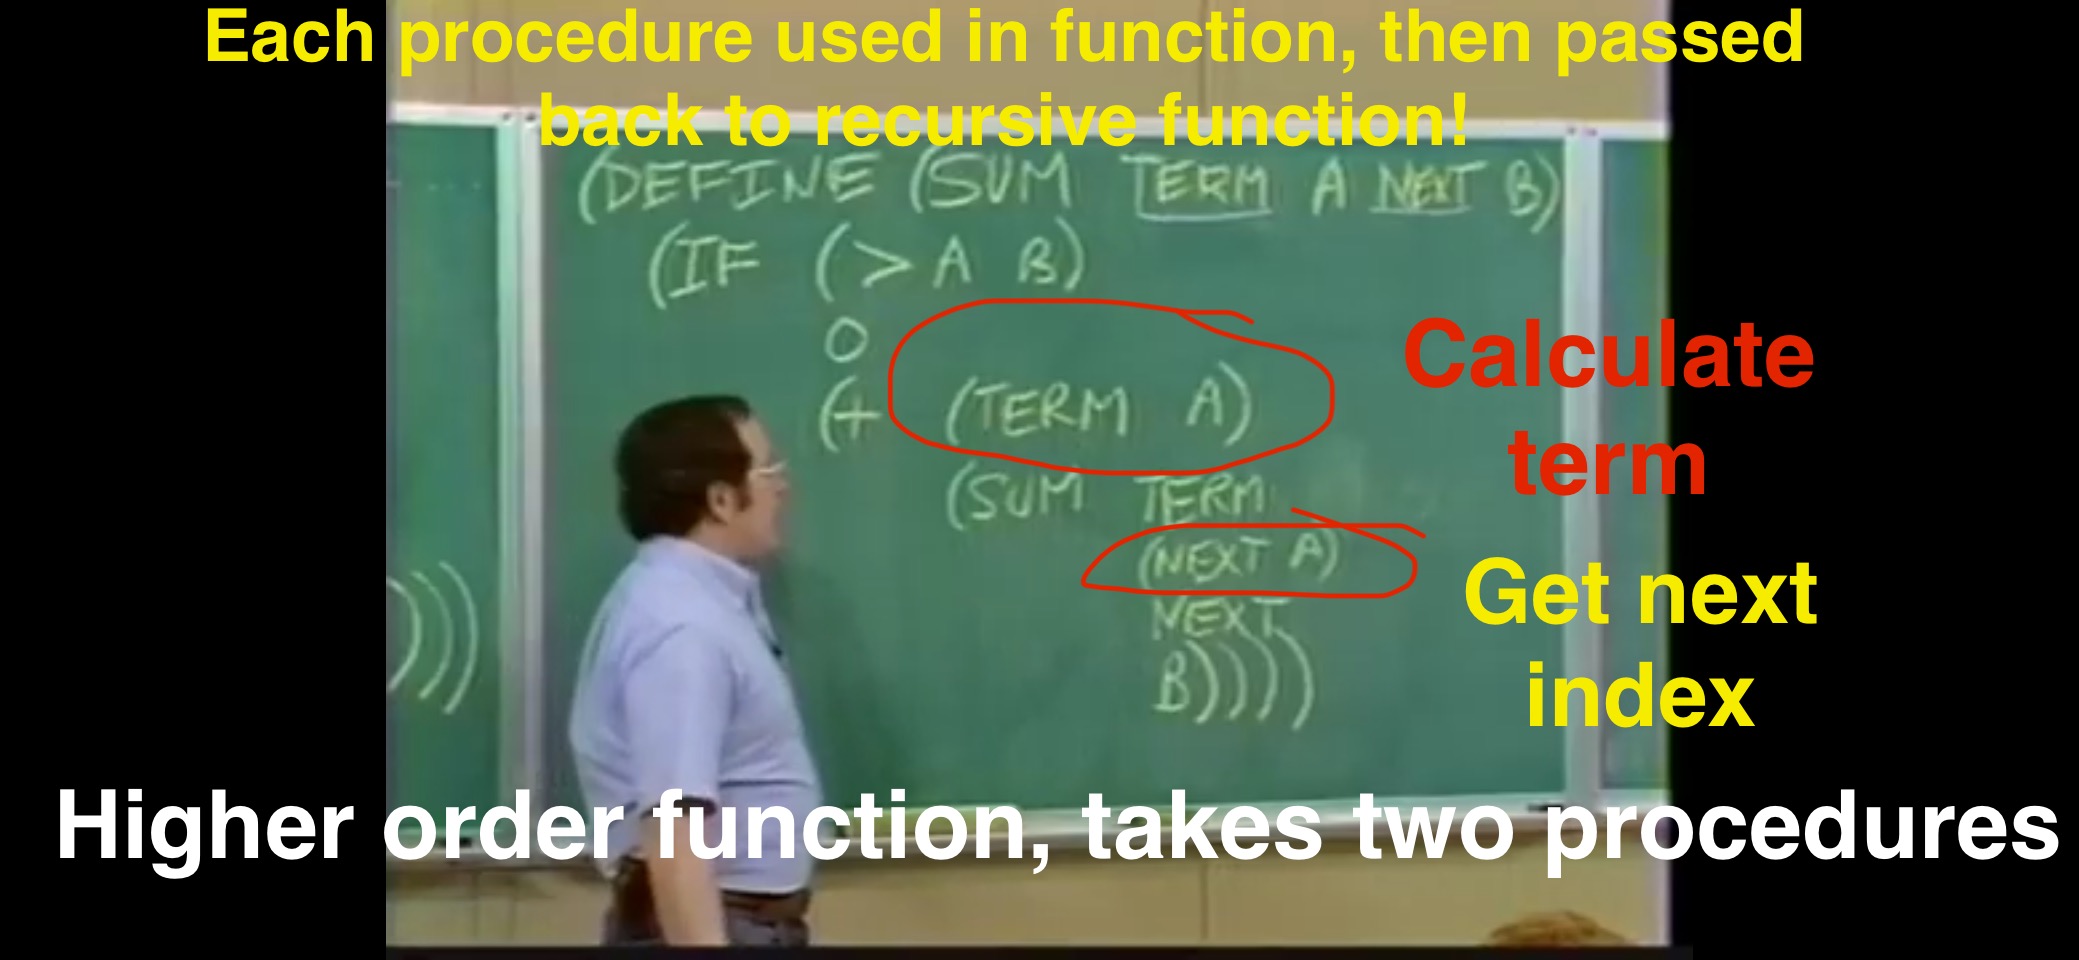 Each procedure used in function, then passed
back to recursive function!
(DEFINE (SUM TERM A NEXT B)
(IF (> A B)
0
(+ (TERM A)
Calculate
term
(SUM TERM
(NEXT A)
NEXT
B))))
Get next
index
)))
Higher order function, takes two procedures